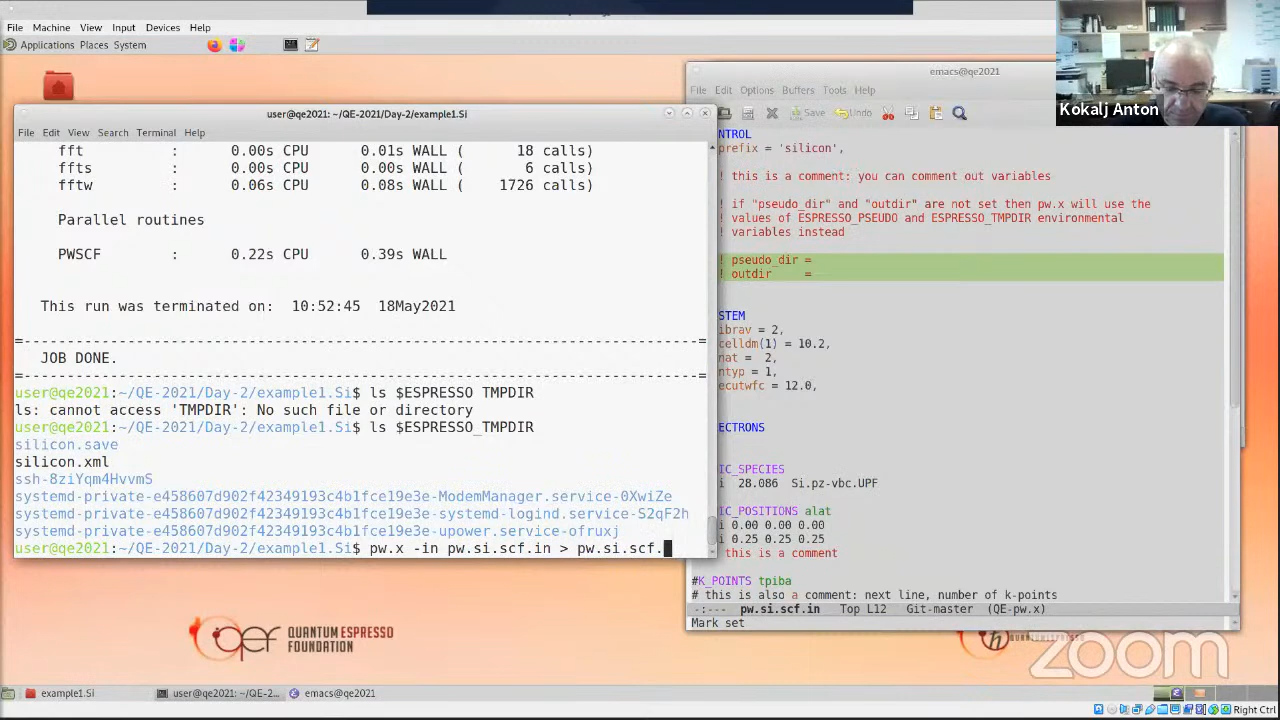 File Machine View Input Devices Help
Applications Places System
Kokalj Anton
user@qe2021: ~/QE-2021/Day-2/example1.Si
File Edit View Search Terminal Help
fft : 0.00s CPU 0.01s WALL ( 18 calls)
ffts : 0.00s CPU 0.00s WALL ( 6 calls)
fftw : 0.06s CPU 0.08s WALL ( 1726 calls)
Parallel routines
PWSCF : 0.22s CPU 0.39s WALL
This run was terminated on: 10:52:45 18May2021
=------------------------------------------------------------------------------=
JOB DONE.
=------------------------------------------------------------------------------=
user@qe2021:~/QE-2021/Day-2/example1.Si$ ls $ESPRESSO TMPDIR
ls: cannot access 'TMPDIR': No such file or directory
user@qe2021:~/QE-2021/Day-2/example1.Si$ ls $ESPRESSO_TMPDIR
silicon.save
silicon.xml
ssh-8ziYqm4HvvmS
systemd-private-e458607d902f42349193c4b1fce19e3e-ModemManager.service-0XwiZe
systemd-private-e458607d902f42349193c4b1fce19e3e-systemd-logind.service-S2qF2h
systemd-private-e458607d902f42349193c4b1fce19e3e-upower.service-ofruxj
user@qe2021:~/QE-2021/Day-2/example1.Si$ pw.x -in pw.si.scf.in > pw.si.scf.
emacs@qe2021
File Edit Options Buffers Tools Help
Save Undo
NTROL
prefix = 'silicon',
! this is a comment: you can comment out variables
! if "pseudo_dir" and "outdir" are not set then pw.x will use the
values of ESPRESSO_PSEUDO and ESPRESSO_TMPDIR environmental
variables instead
! pseudo_dir =
! outdir =
STEM
ibrav = 2,
celldm(1) = 10.2,
nat = 2,
ntyp = 1,
ecutwfc = 12.0,
ECTRONS
IC_SPECIES
i 28.086 Si.pz-vbc.UPF
IC_POSITIONS alat
i 0.00 0.00 0.00
i 0.25 0.25 0.25
this is a comment
#K_POINTS tpiba
# this is also a comment: next line, number of k-points
-:--- pw.si.scf.in Top L12 Git-master (QE-pw.x)
Mark set
QUANTUM ESPRESSO
FOUNDATION
zoom
example1.Si
user@qe2021: ~/QE-2...
emacs@qe2021
Right Ctrl